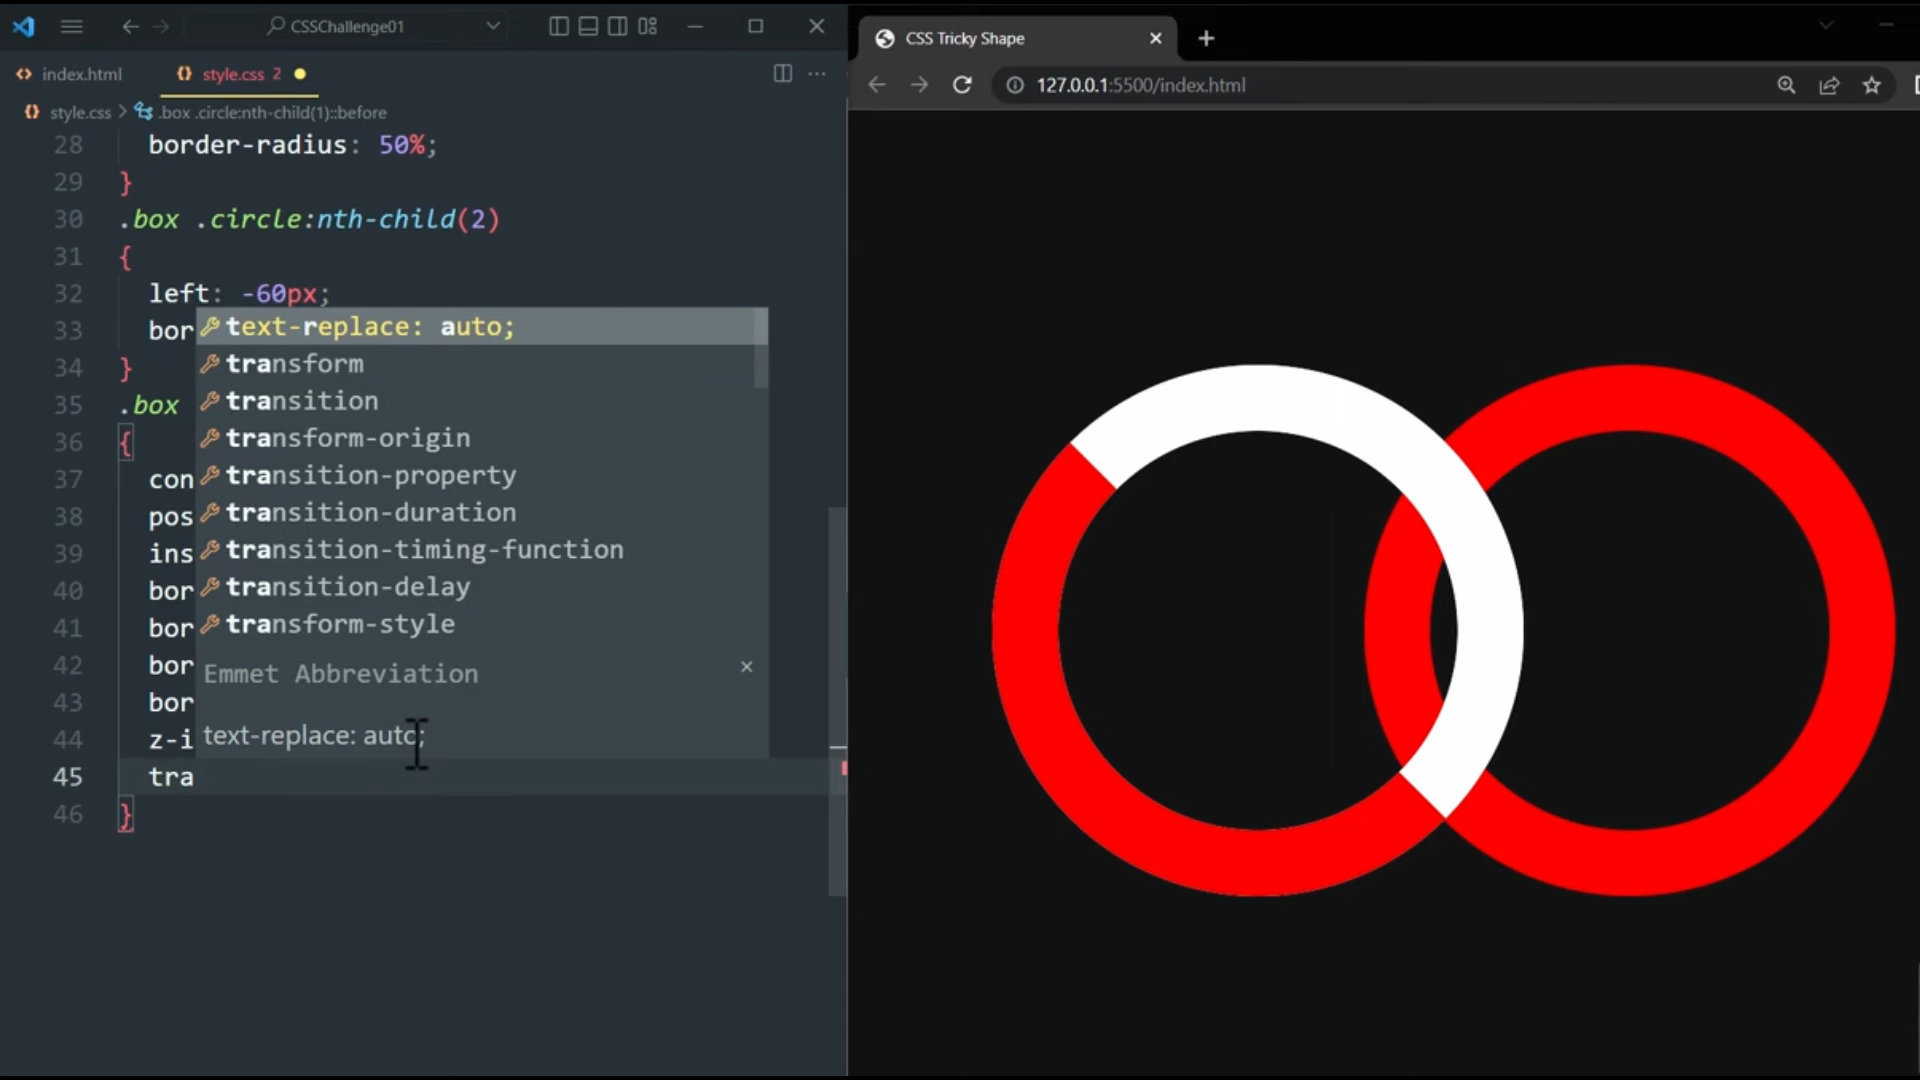 CSSChallenge01
index.html
style.css 2
style.css > .box .circle:nth-child(1)::before
28 border-radius: 50%;
29 }
30 .box .circle:nth-child(2)
31 {
32 left: -60px;
33 bor
34 }
35 .box
36 {
37 con
38 pos
39 ins
40 bor
41 bor
42 bor
43 bor
44 z-i
45 tra
46 }
text-replace: auto;
transform
transition
transform-origin
transition-property
transition-duration
transition-timing-function
transition-delay
transform-style
Emmet Abbreviation
text-replace: auto;
CSS Tricky Shape
127.0.0.1:5500/index.html